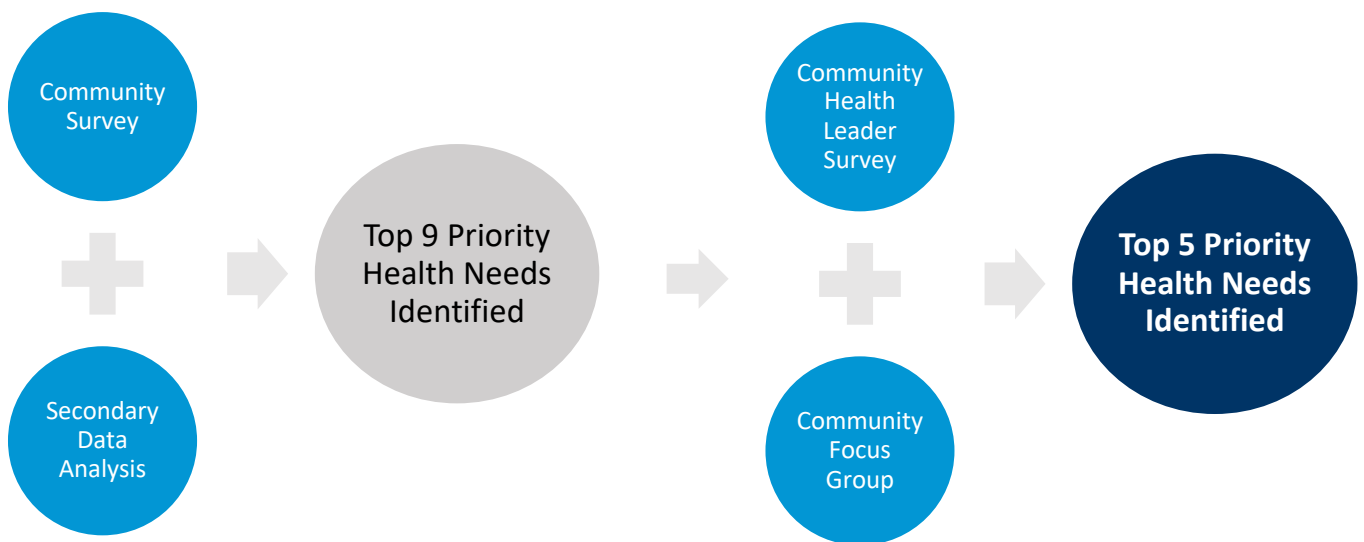 Community
Survey
Secondary
Data
Analysis
Top 9 Priority
Health Needs
Identified
Community
Health
Leader
Survey
Community
Focus
Group
Top 5 Priority
Health Needs
Identified